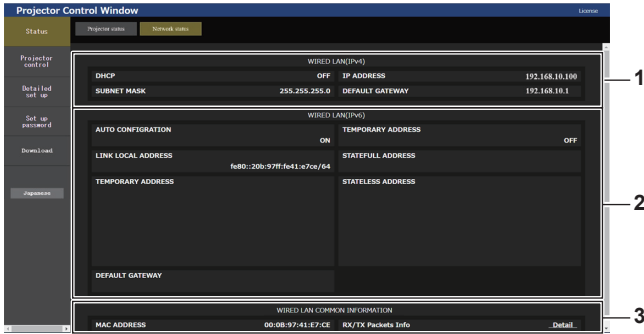 Projector Control Window
License
Status
Projector status
Network status
Projector
control
Detailed
set up
Set up
password
Download
Japanese
WIRED LAN(IPv4)
DHCP OFF IP ADDRESS 192.168.10.100
SUBNET MASK 255.255.255.0 DEFAULT GATEWAY 192.168.10.1
WIRED LAN(IPv6)
AUTO CONFIGRATION TEMPORARY ADDRESS
ON OFF
LINK LOCAL ADDRESS STATEFULL ADDRESS
fe80::20b:97ff:fe41:e7ce/64
TEMPORARY ADDRESS STATELESS ADDRESS
DEFAULT GATEWAY
WIRED LAN COMMON INFORMATION
MAC ADDRESS 00:0B:97:41:E7:CE RX/TX Packets Info Detail
1
2
3